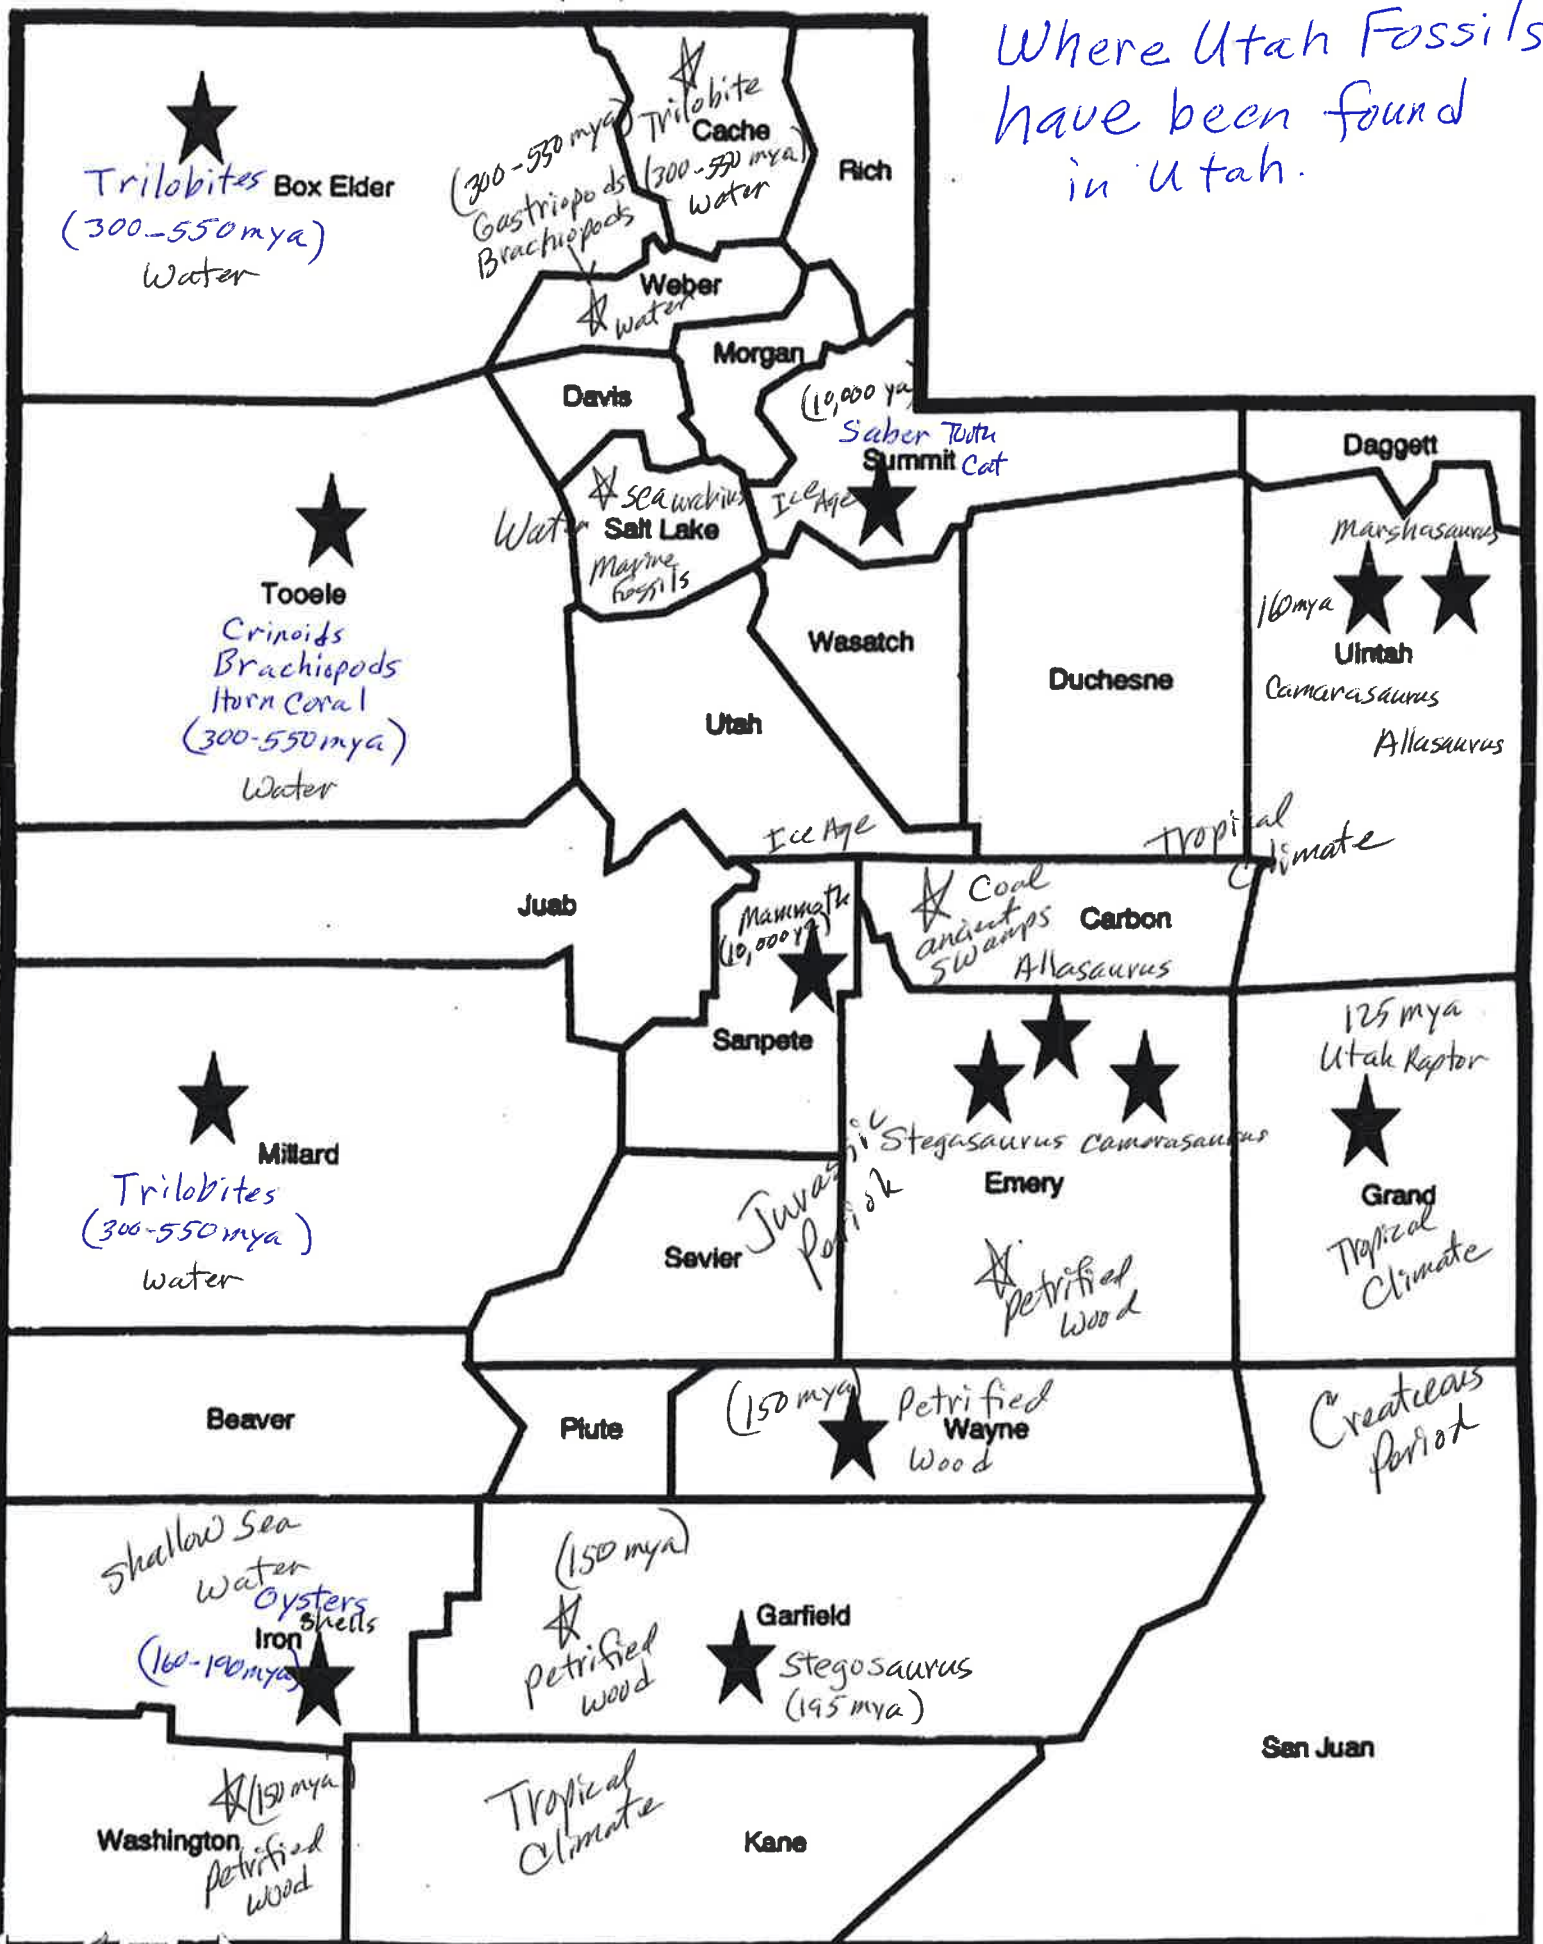 Where Utah Fossils
have been found
in Utah.
Trilobites Box Elder
(300-550mya)
Water
Trilobite
Cache
(300-550 mya)
water
Rich
(300-550 mya)
Gastriopods
Brachiopods
Weber
water
Morgan
Davis
(10,000 ya)
Saber Tooth
Summit Cat
Ice Age
Daggett
sea urchins
Water Salt Lake
Marine
Fossils
Tooele
Crinoids
Brachiopods
Horn Coral
(300-550mya)
Water
Wasatch
Duchesne
Utah
Marshasaurus
160mya
Uintah
Camarasaurus
Allasaurus
Tropical
Climate
Ice Age
Juab
Mammoth
(10,000 ya)
Sanpete
Coal
ancient
swamps
Carbon
Allasaurus
Millard
Trilobites
(300-550mya)
water
Sevier
Jurassic
Period
Stegasaurus Camarasaurus
Emery
Petrified
Wood
125 mya
Utah Raptor
Grand
Tropical
Climate
Beaver
Piute
(150 mya) Petrified
Wayne
Wood
Creatieous
Period
Shallow Sea
Water
Oysters
Shells
Iron
(160-190mya)
(150 mya)
Petrified
wood
Garfield
Stegosaurus
(195 mya)
San Juan
(150 mya)
Washington
Petrified
wood
Tropical
Climate
Kane